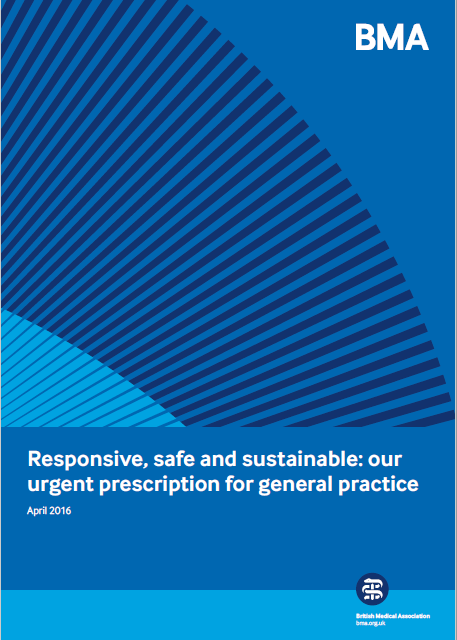 BMA
Responsive, safe and sustainable: our
urgent prescription for general practice
April 2016
British Medical Association
bma.org.uk